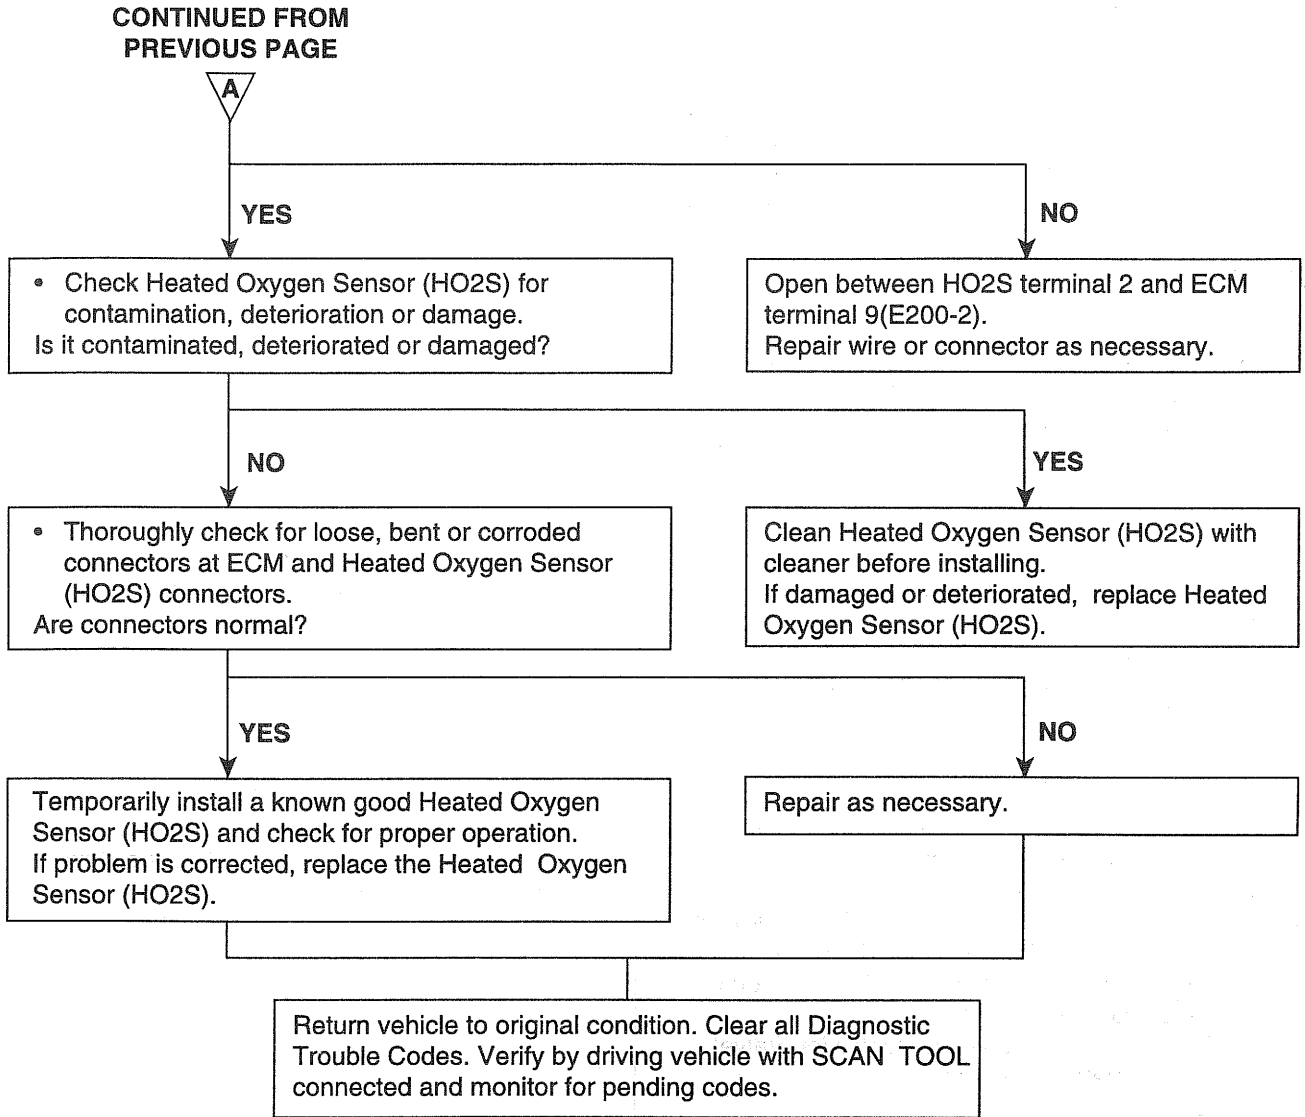 CONTINUED FROM
PREVIOUS PAGE
A
YES
NO
• Check Heated Oxygen Sensor (HO2S) for
contamination, deterioration or damage.
Is it contaminated, deteriorated or damaged?
Open between HO2S terminal 2 and ECM
terminal 9(E200-2).
Repair wire or connector as necessary.
NO
YES
• Thoroughly check for loose, bent or corroded
connectors at ECM and Heated Oxygen Sensor
(HO2S) connectors.
Are connectors normal?
Clean Heated Oxygen Sensor (HO2S) with
cleaner before installing.
If damaged or deteriorated, replace Heated
Oxygen Sensor (HO2S).
YES
NO
Temporarily install a known good Heated Oxygen
Sensor (HO2S) and check for proper operation.
If problem is corrected, replace the Heated Oxygen
Sensor (HO2S).
Repair as necessary.
Return vehicle to original condition. Clear all Diagnostic
Trouble Codes. Verify by driving vehicle with SCAN TOOL
connected and monitor for pending codes.